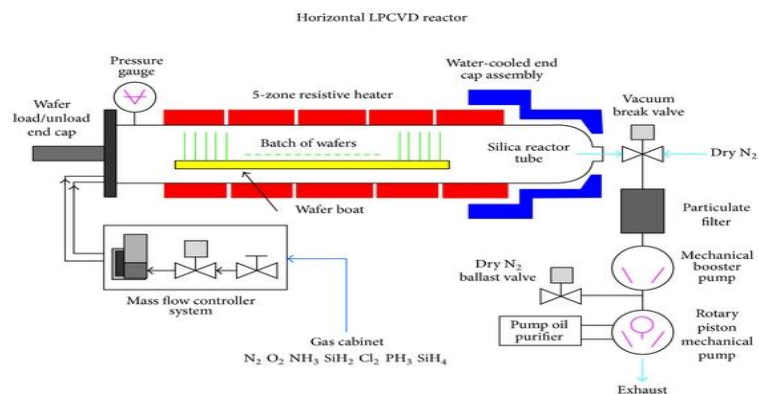 Horizontal LPCVD reactor
Pressure
gauge
Water-cooled end
cap assembly
Wafer
load/unload
end cap
5-zone resistive heater
Vacuum
break valve
Batch of wafers
Silica reactor
tube
Dry N₂
Wafer boat
Particulate
filter
Mass flow controller
system
Dry N₂
ballast valve
Mechanical
booster
pump
Pump oil
purifier
Rotary
piston
mechanical
pump
Gas cabinet
N₂ O₂ NH₃ SiH₂ Cl₂ PH₃ SiH₄
Exhaust